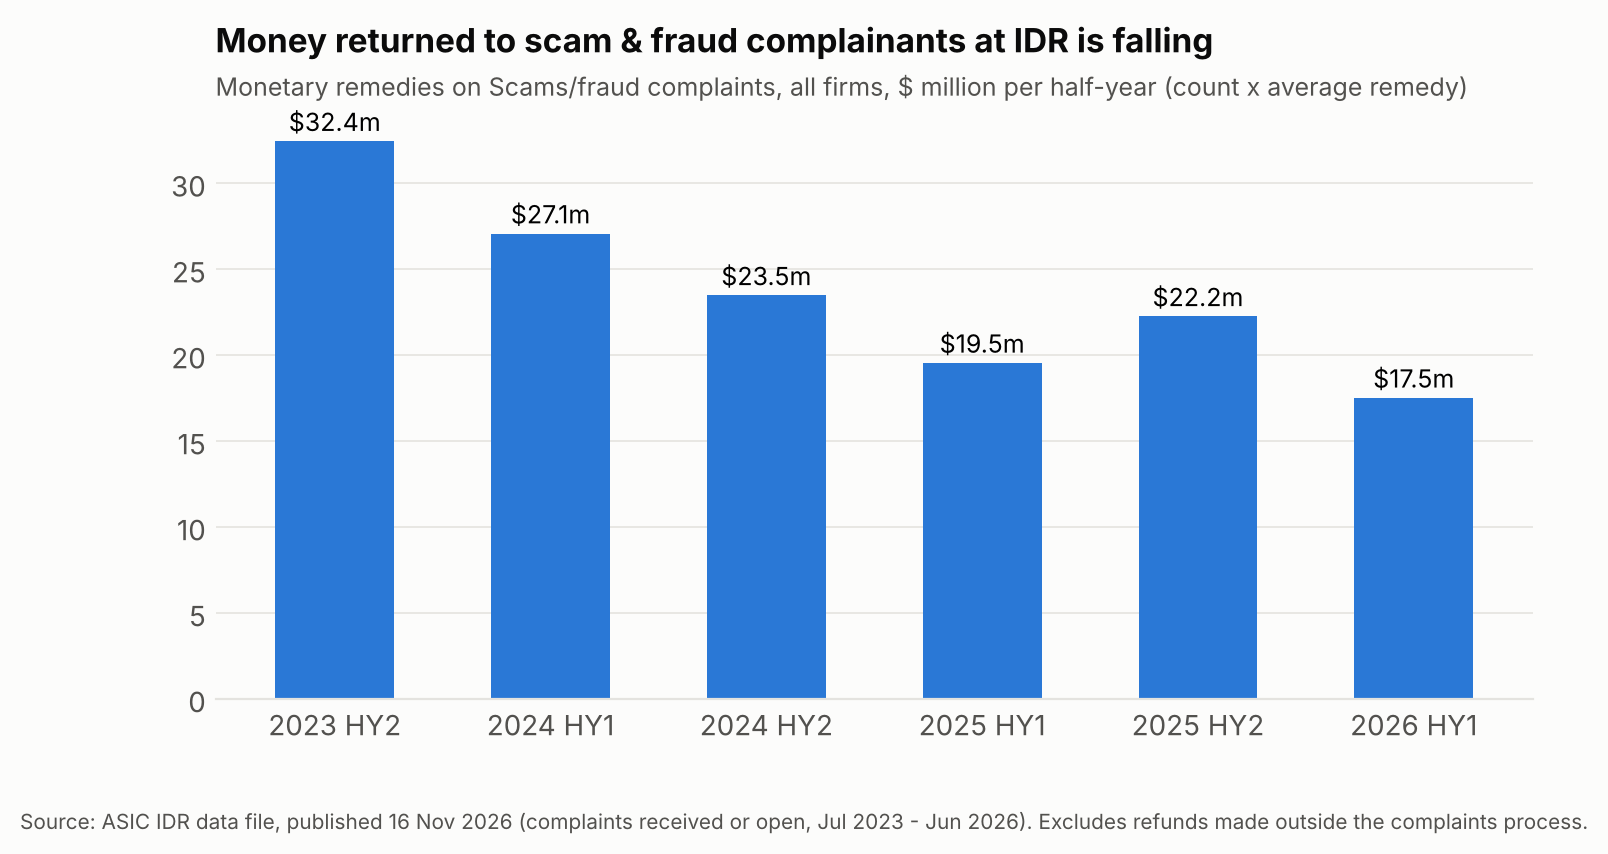 Money returned to scam & fraud complainants at IDR is falling
Monetary remedies on Scams/fraud complaints, all firms, $ million per half-year (count x average remedy)
$32.4m
$27.1m
$23.5m
$19.5m
$22.2m
$17.5m
30
25
20
15
10
5
0
2023 HY2
2024 HY1
2024 HY2
2025 HY1
2025 HY2
2026 HY1
Source: ASIC IDR data file, published 16 Nov 2026 (complaints received or open, Jul 2023 - Jun 2026). Excludes refunds made outside the complaints process.